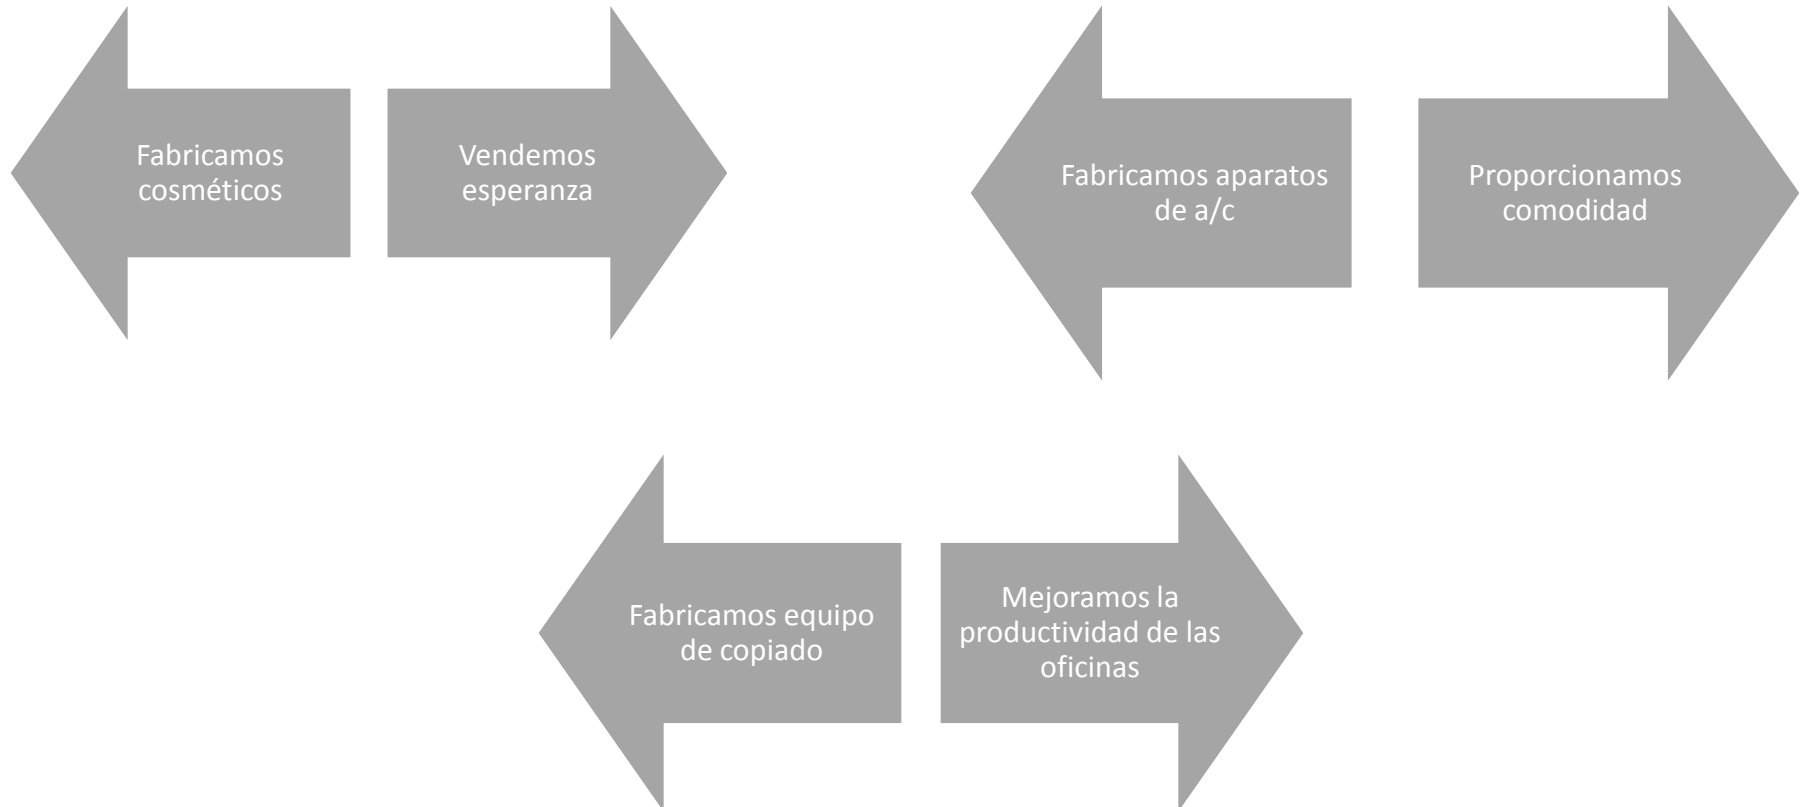 Fabricamos
cosméticos
Vendemos
esperanza
Fabricamos aparatos
de a/c
Proporcionamos
comodidad
Fabricamos equipo
de copiado
Mejoramos la
productividad de las
oficinas